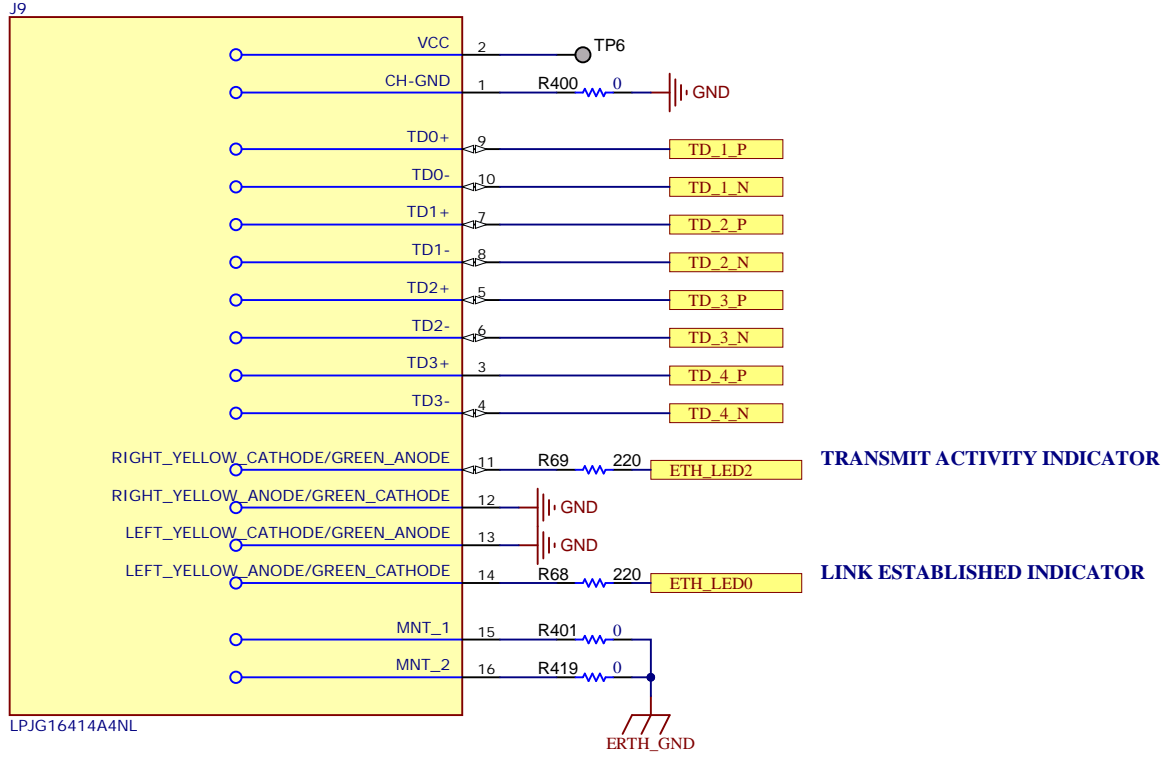 J9
VCC 2 TP6
CH-GND 1 R400 0 GND
TD0+ 9 TD_1_P
TD0- 10 TD_1_N
TD1+ 7 TD_2_P
TD1- 8 TD_2_N
TD2+ 5 TD_3_P
TD2- 6 TD_3_N
TD3+ 3 TD_4_P
TD3- 4 TD_4_N
RIGHT_YELLOW_CATHODE/GREEN_ANODE 11 R69 220 ETH_LED2 TRANSMIT ACTIVITY INDICATOR
RIGHT_YELLOW_ANODE/GREEN_CATHODE 12 GND
LEFT_YELLOW_CATHODE/GREEN_ANODE 13 GND
LEFT_YELLOW_ANODE/GREEN_CATHODE 14 R68 220 ETH_LED0 LINK ESTABLISHED INDICATOR
MNT_1 15 R401 0
MNT_2 16 R419 0
LPJG16414A4NL
ERTH_GND